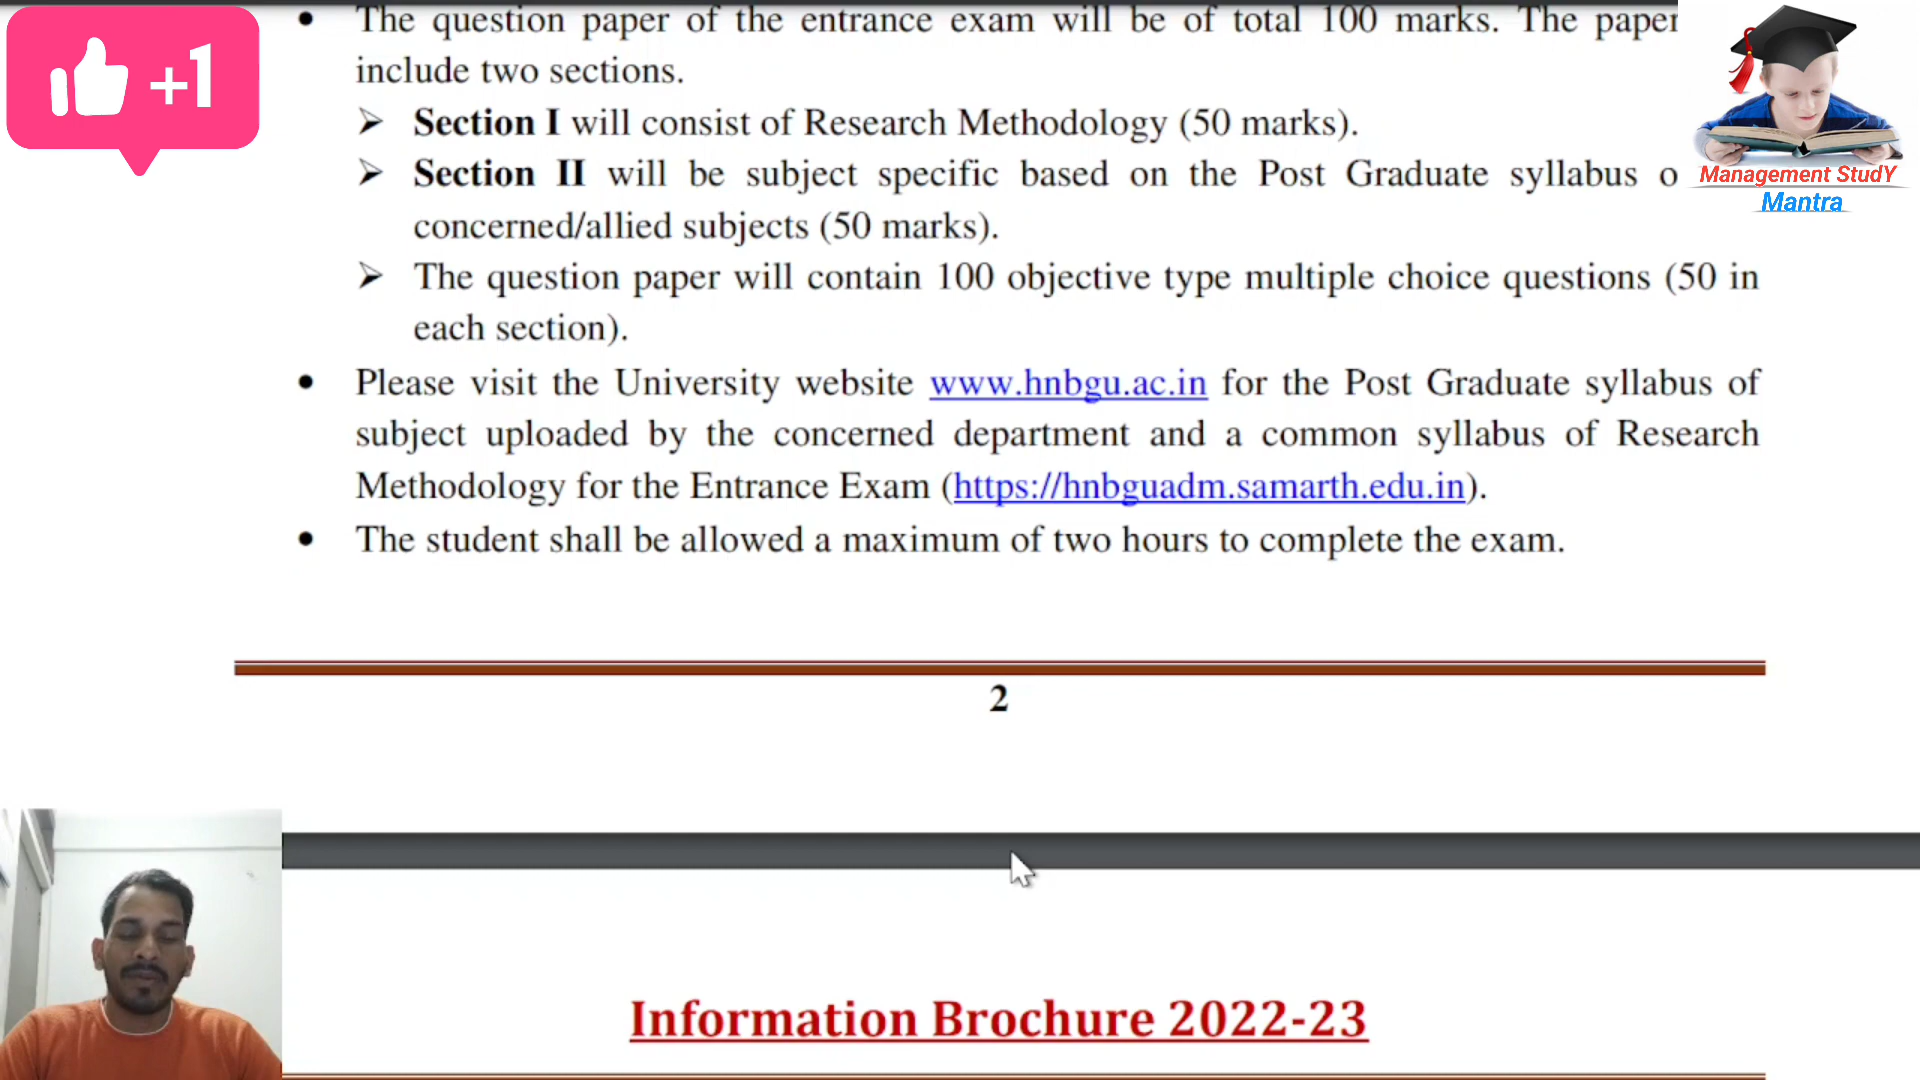 +1
The question paper of the entrance exam will be of total 100 marks. The paper
include two sections.
➢ Section I will consist of Research Methodology (50 marks).
➢ Section II will be subject specific based on the Post Graduate syllabus o
concerned/allied subjects (50 marks).
➢ The question paper will contain 100 objective type multiple choice questions (50 in
each section).
• Please visit the University website www.hnbgu.ac.in for the Post Graduate syllabus of
subject uploaded by the concerned department and a common syllabus of Research
Methodology for the Entrance Exam (https://hnbguadm.samarth.edu.in).
• The student shall be allowed a maximum of two hours to complete the exam.
2
Information Brochure 2022-23
Management StudY
Mantra